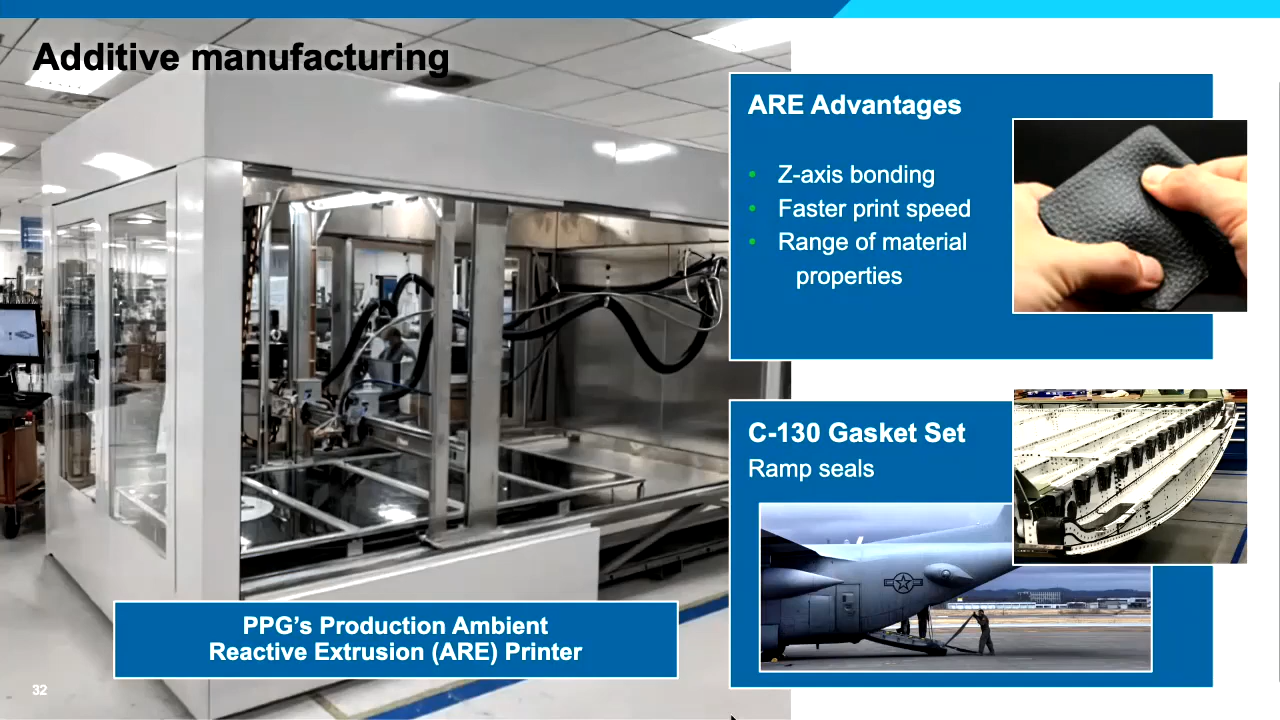 Additive manufacturing
ARE Advantages
• Z-axis bonding
• Faster print speed
• Range of material
properties
C-130 Gasket Set
Ramp seals
PPG’s Production Ambient
Reactive Extrusion (ARE) Printer
32